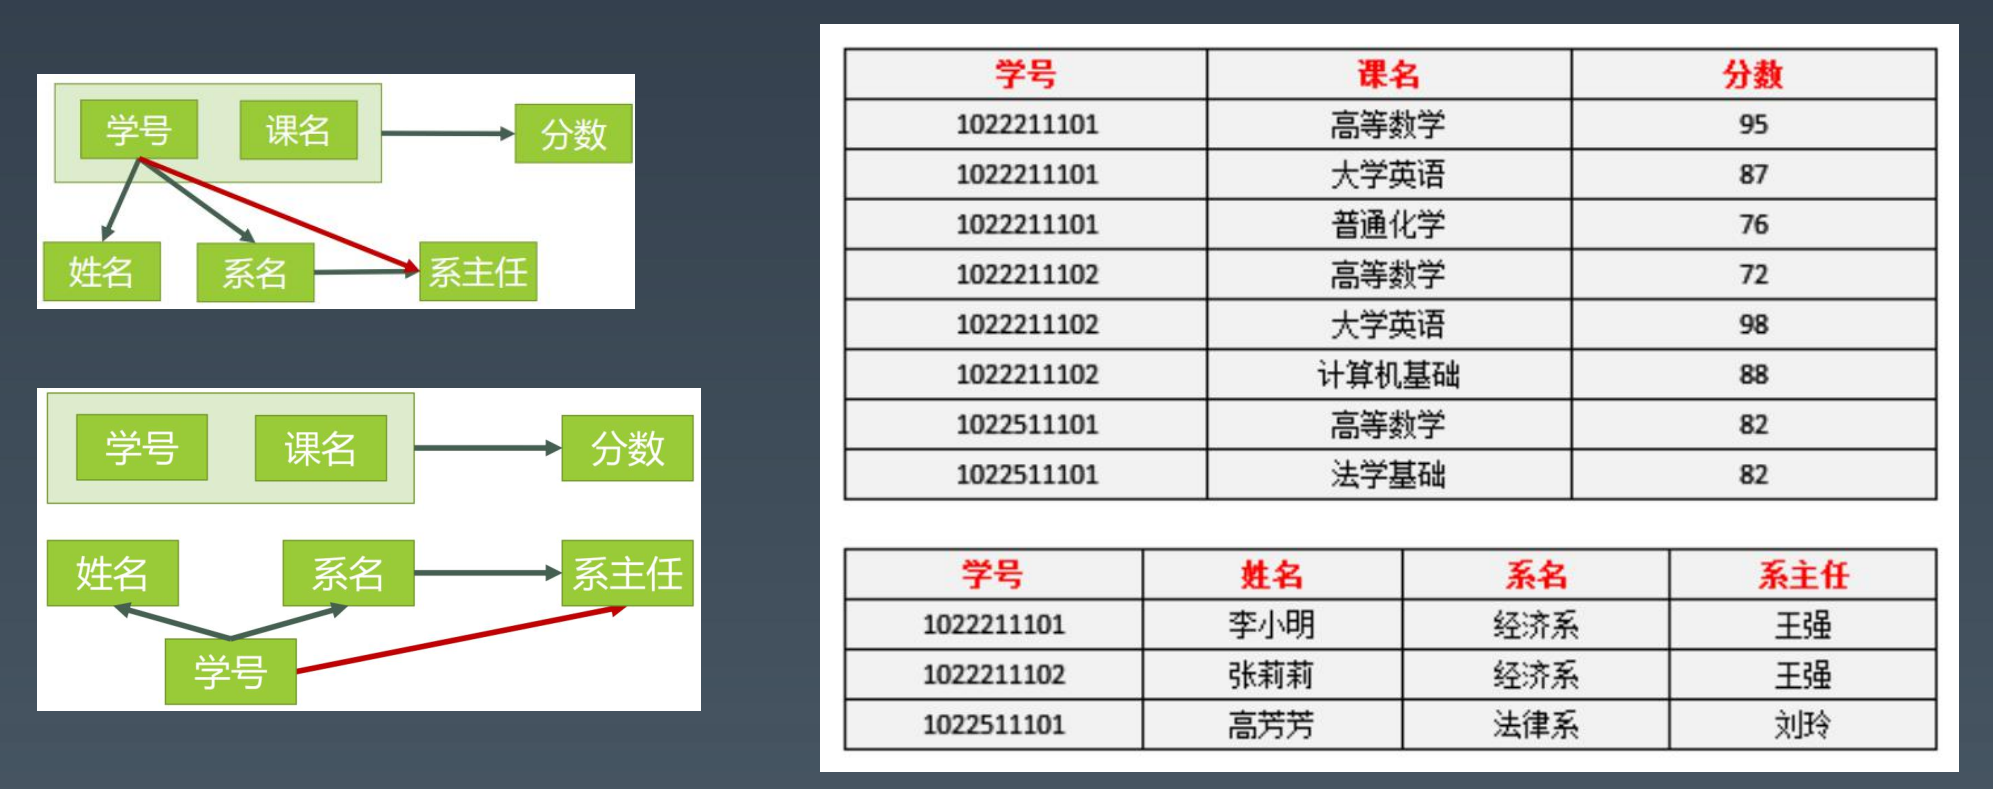 学号 课名 分数
姓名 系名 系主任
学号 课名 分数
姓名 系名 系主任
学号
学号 课名 分数
1022211101 高等数学 95
1022211101 大学英语 87
1022211101 普通化学 76
1022211102 高等数学 72
1022211102 大学英语 98
1022211102 计算机基础 88
1022511101 高等数学 82
1022511101 法学基础 82
学号 姓名 系名 系主任
1022211101 李小明 经济系 王强
1022211102 张莉莉 经济系 王强
1022511101 高芳芳 法律系 刘玲